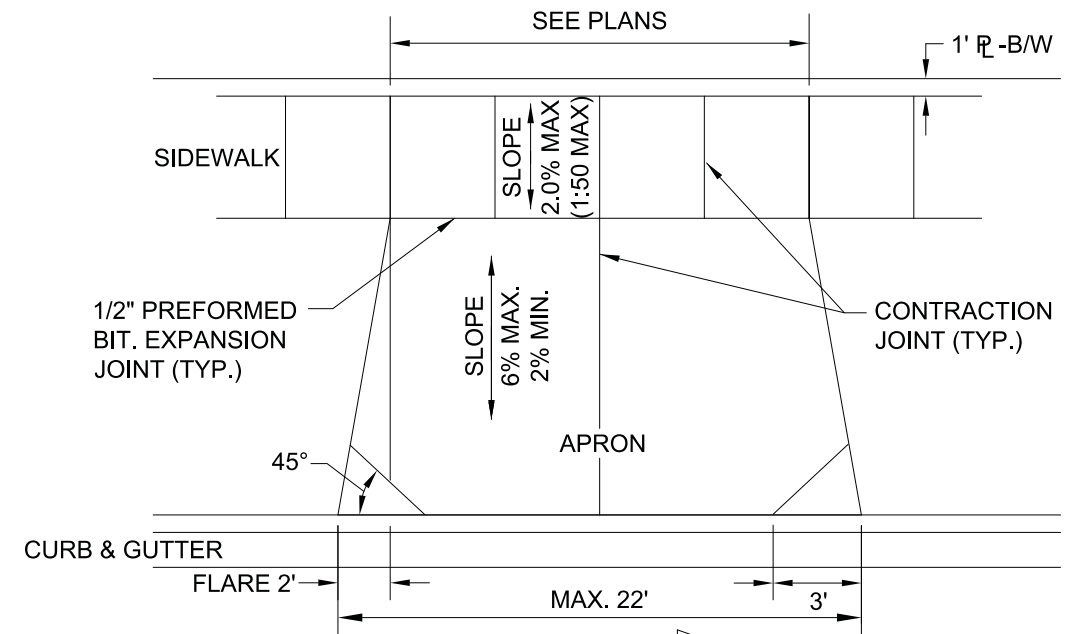 SEE PLANS
1' ⅊ -B/W
SIDEWALK
SLOPE
2.0% MAX
(1:50 MAX)
1/2" PREFORMED
BIT. EXPANSION
JOINT (TYP.)
SLOPE
6% MAX.
2% MIN.
CONTRACTION
JOINT (TYP.)
APRON
45°
CURB & GUTTER
FLARE 2'
MAX. 22'
3'